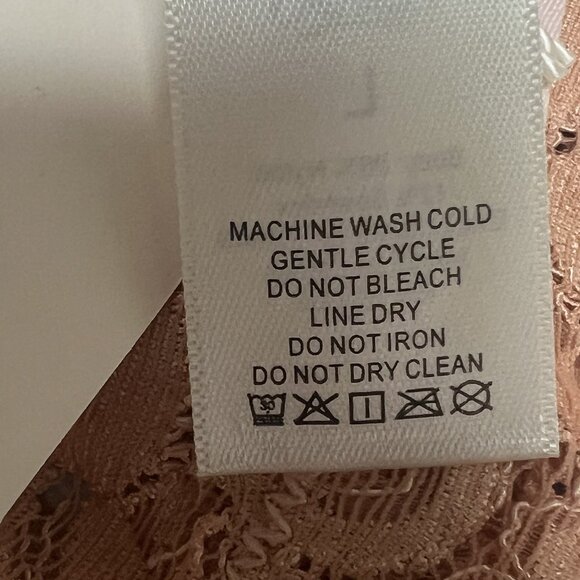 MACHINE WASH COLD
GENTLE CYCLE
DO NOT BLEACH
LINE DRY
DO NOT IRON
DO NOT DRY CLEAN